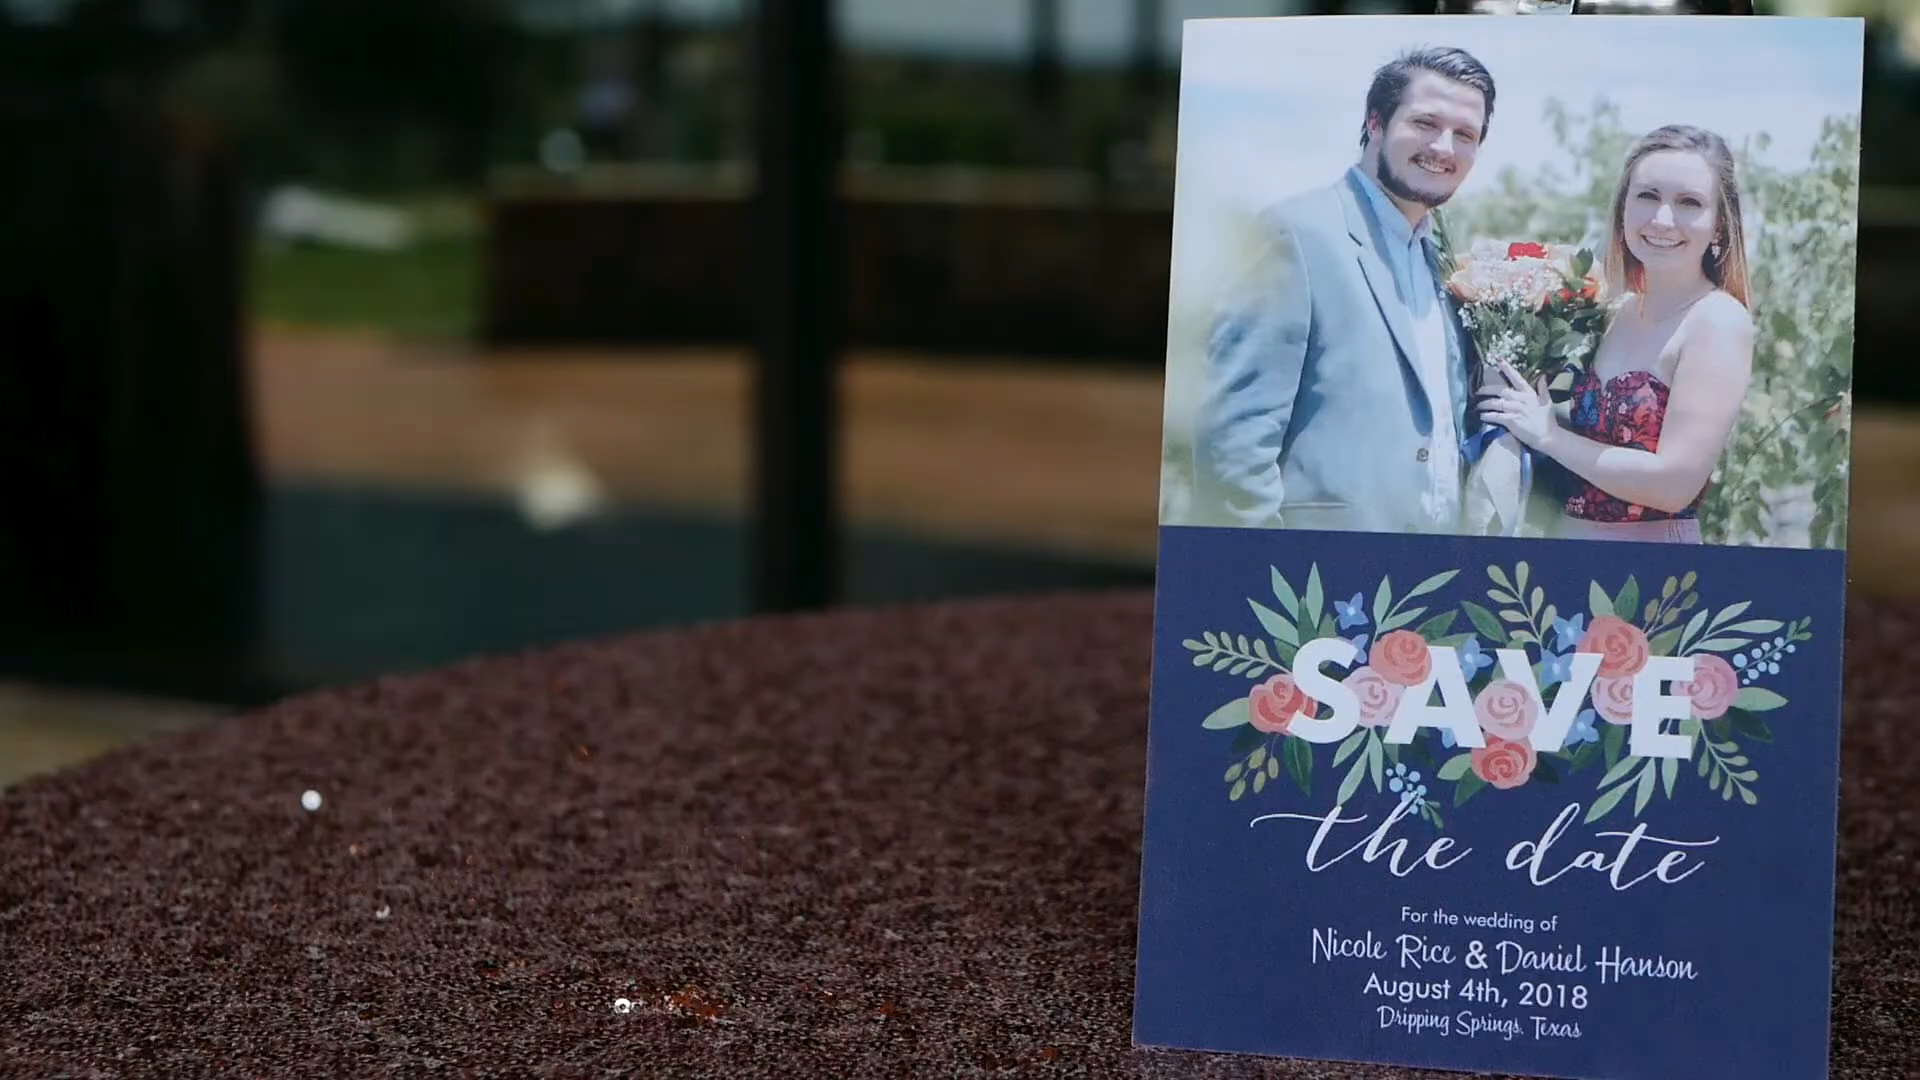 SAVE
the date
For the wedding of
Nicole Rice & Daniel Hanson
August 4th, 2018
Dripping Springs, Texas